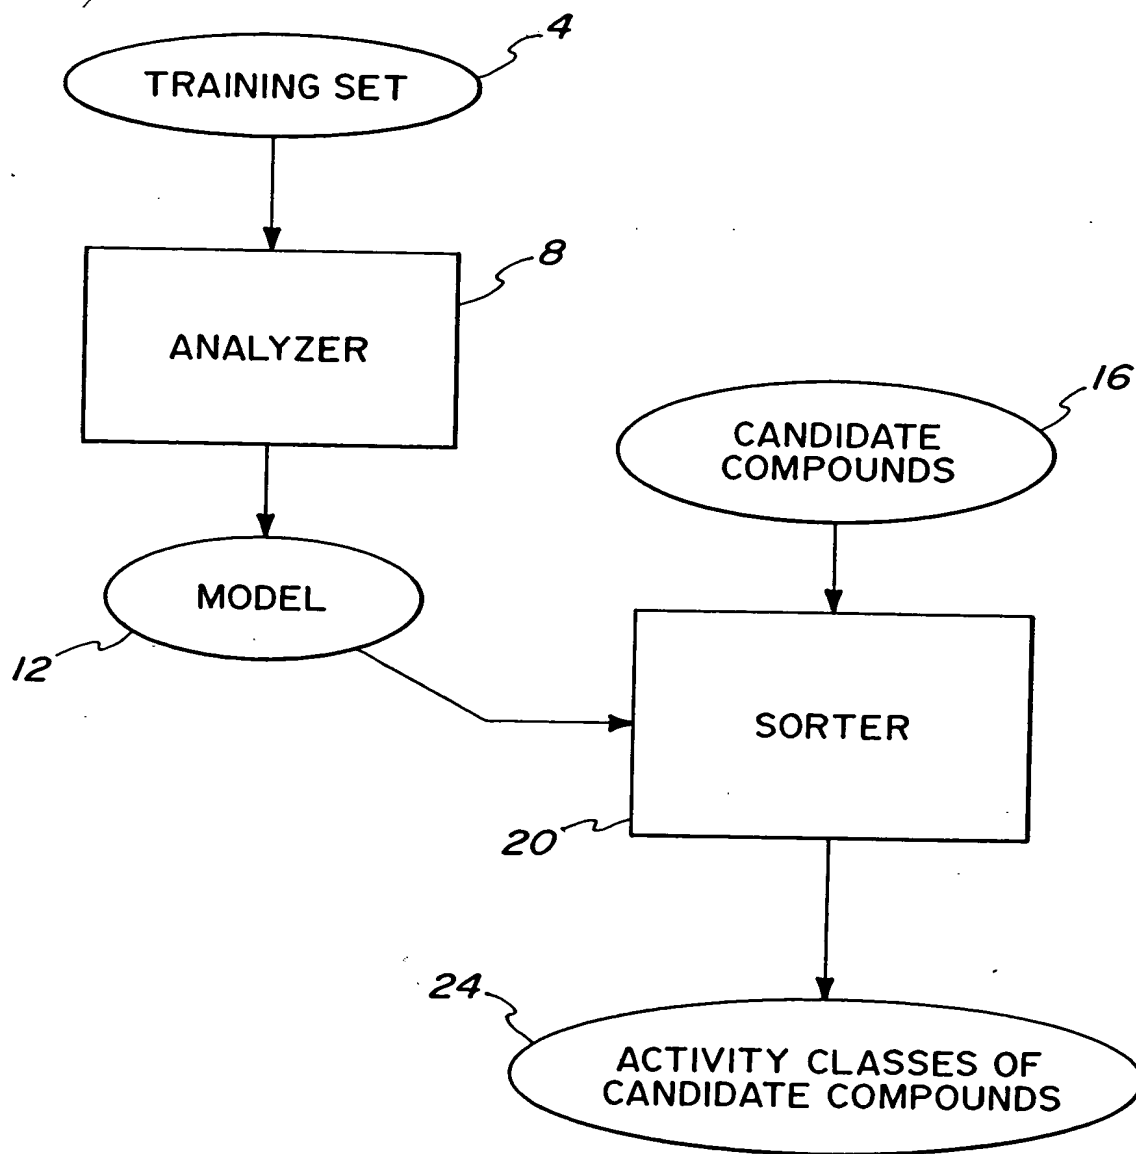 4
TRAINING SET
8
ANALYZER
16
CANDIDATE
COMPOUNDS
MODEL
12
SORTER
20
24
ACTIVITY CLASSES OF
CANDIDATE COMPOUNDS